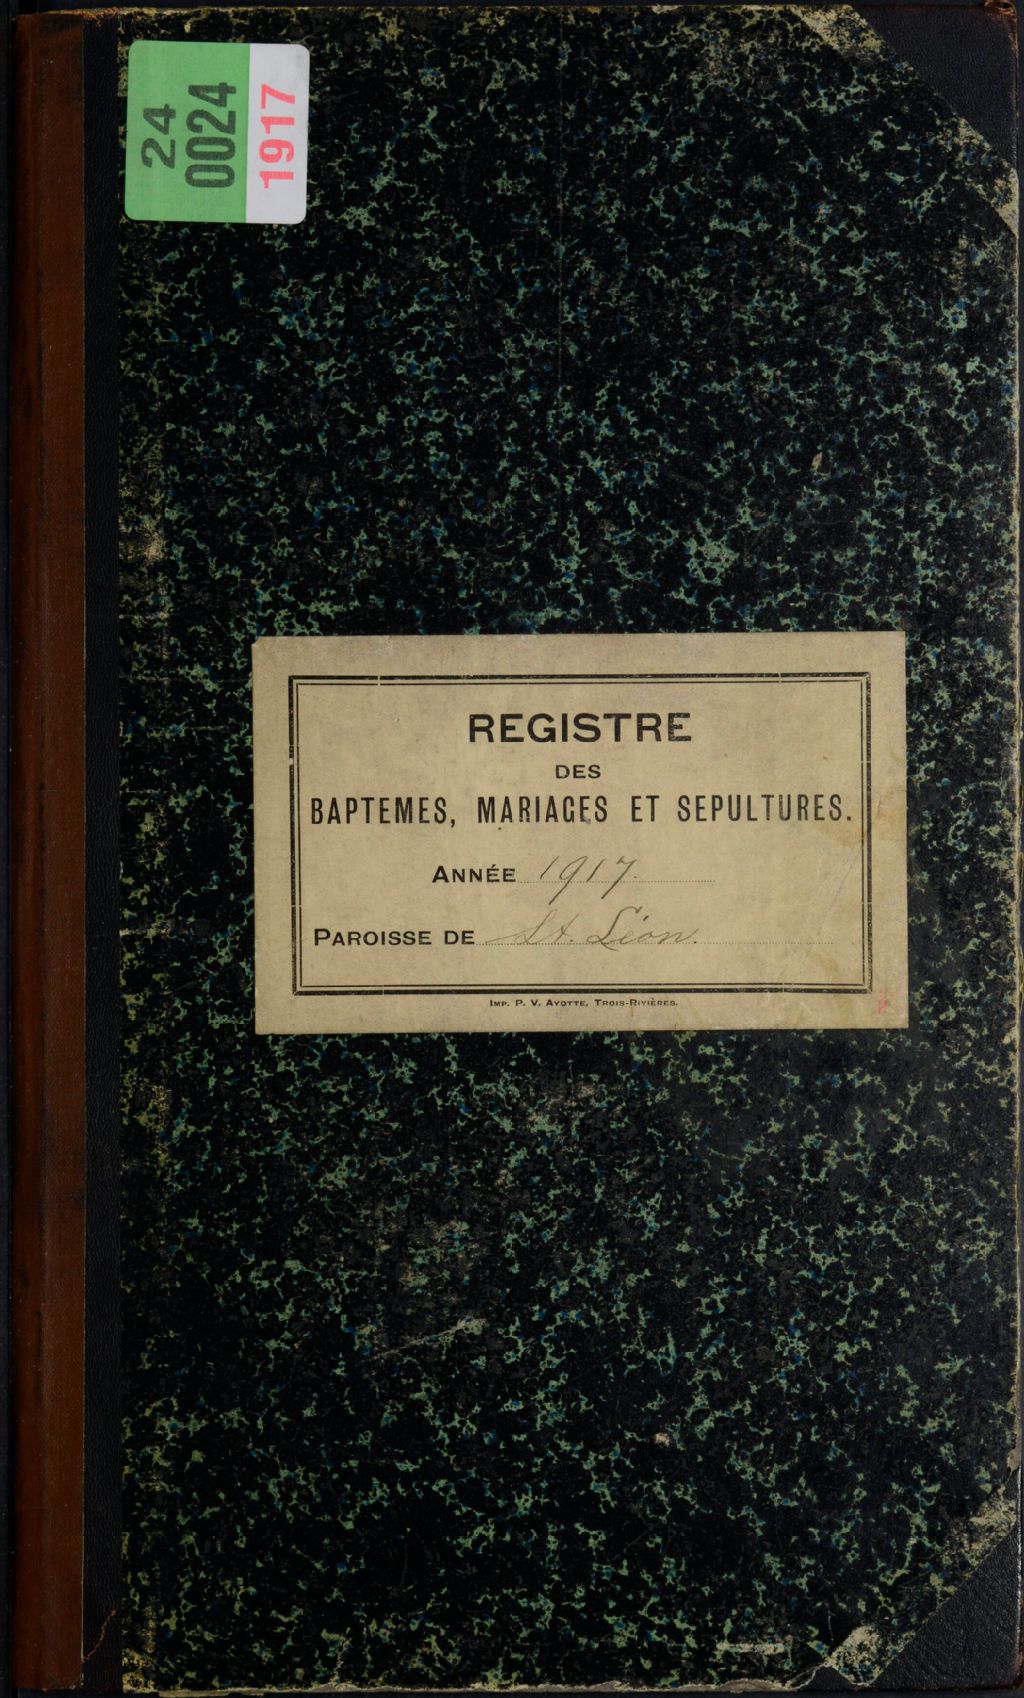 24
0024
1917
REGISTRE
DES
BAPTEMES, MARIAGES ET SEPULTURES.
ANNÉE 1917.
PAROISSE DE St. Léon.
IMP. P. V. AYOTTE, TROIS-RIVIÈRES.